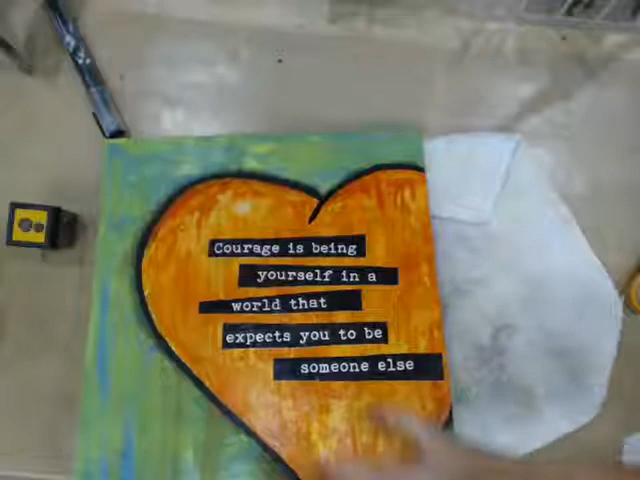 Courage is being
yourself in a
world that
expects you to be
someone else